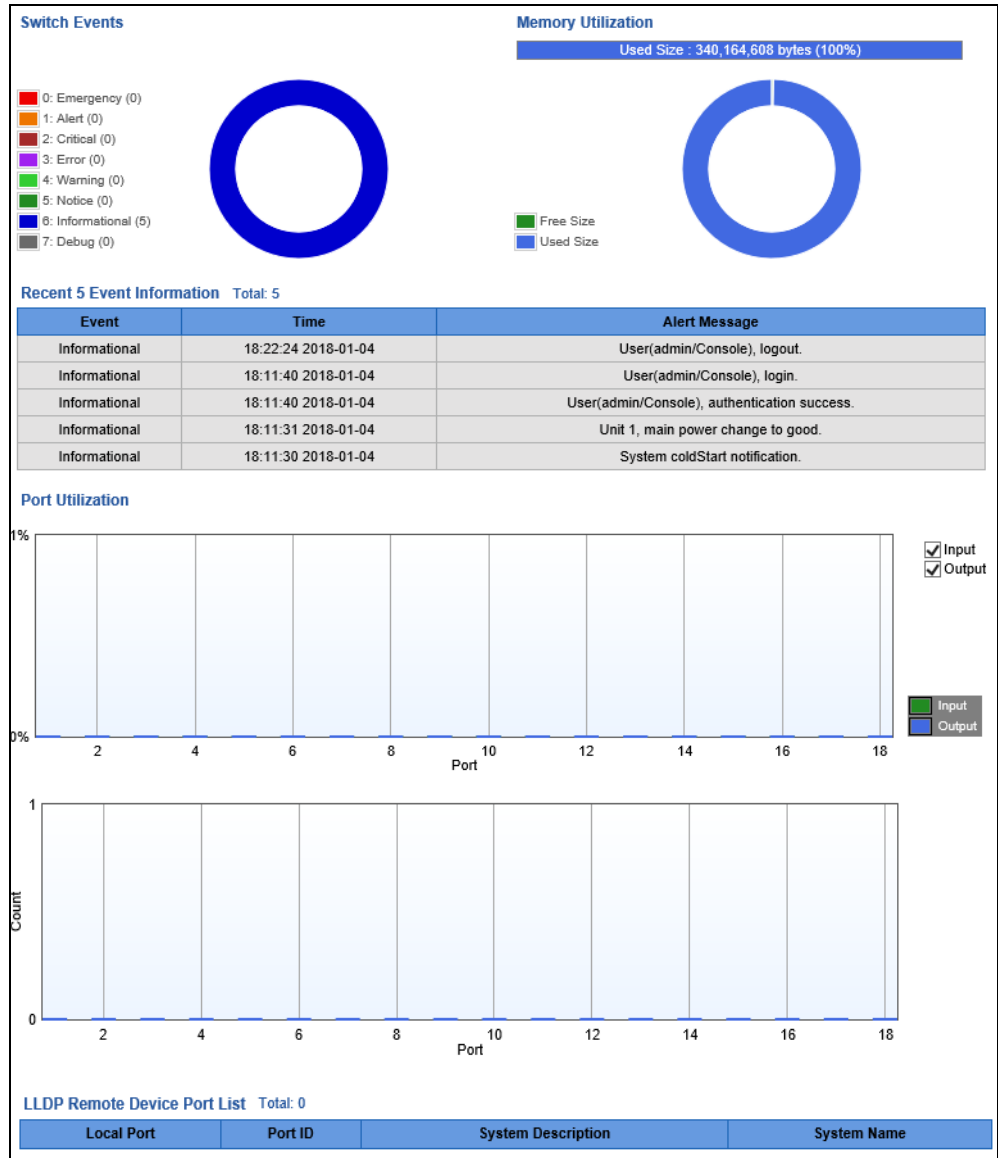 Switch Events
Memory Utilization
Used Size : 340,164,608 bytes (100%)
0: Emergency (0)
1: Alert (0)
2: Critical (0)
3: Error (0)
4: Warning (0)
5: Notice (0)
6: Informational (5)
7: Debug (0)
Free Size
Used Size
Recent 5 Event Information Total: 5
Event Time Alert Message
Informational 18:22:24 2018-01-04 User(admin/Console), logout.
Informational 18:11:40 2018-01-04 User(admin/Console), login.
Informational 18:11:40 2018-01-04 User(admin/Console), authentication success.
Informational 18:11:31 2018-01-04 Unit 1, main power change to good.
Informational 18:11:30 2018-01-04 System coldStart notification.
Port Utilization
1%
Input
Output
Input
Output
0%
2 4 6 8 10 12 14 16 18
Port
1
Count
0
2 4 6 8 10 12 14 16 18
Port
LLDP Remote Device Port List Total: 0
Local Port Port ID System Description System Name